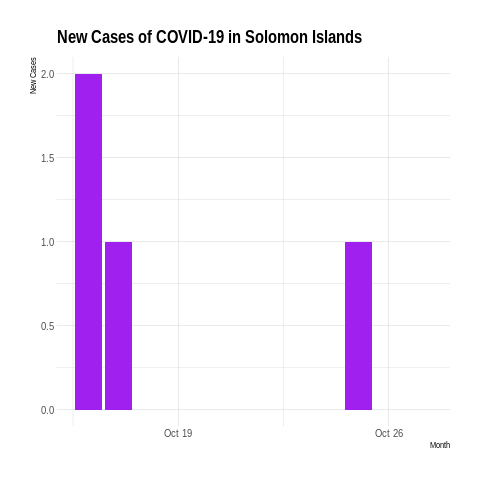 New Cases of COVID-19 in Solomon Islands
New Cases
2.0
1.5
1.0
0.5
0.0
Oct 19
Oct 26
Month